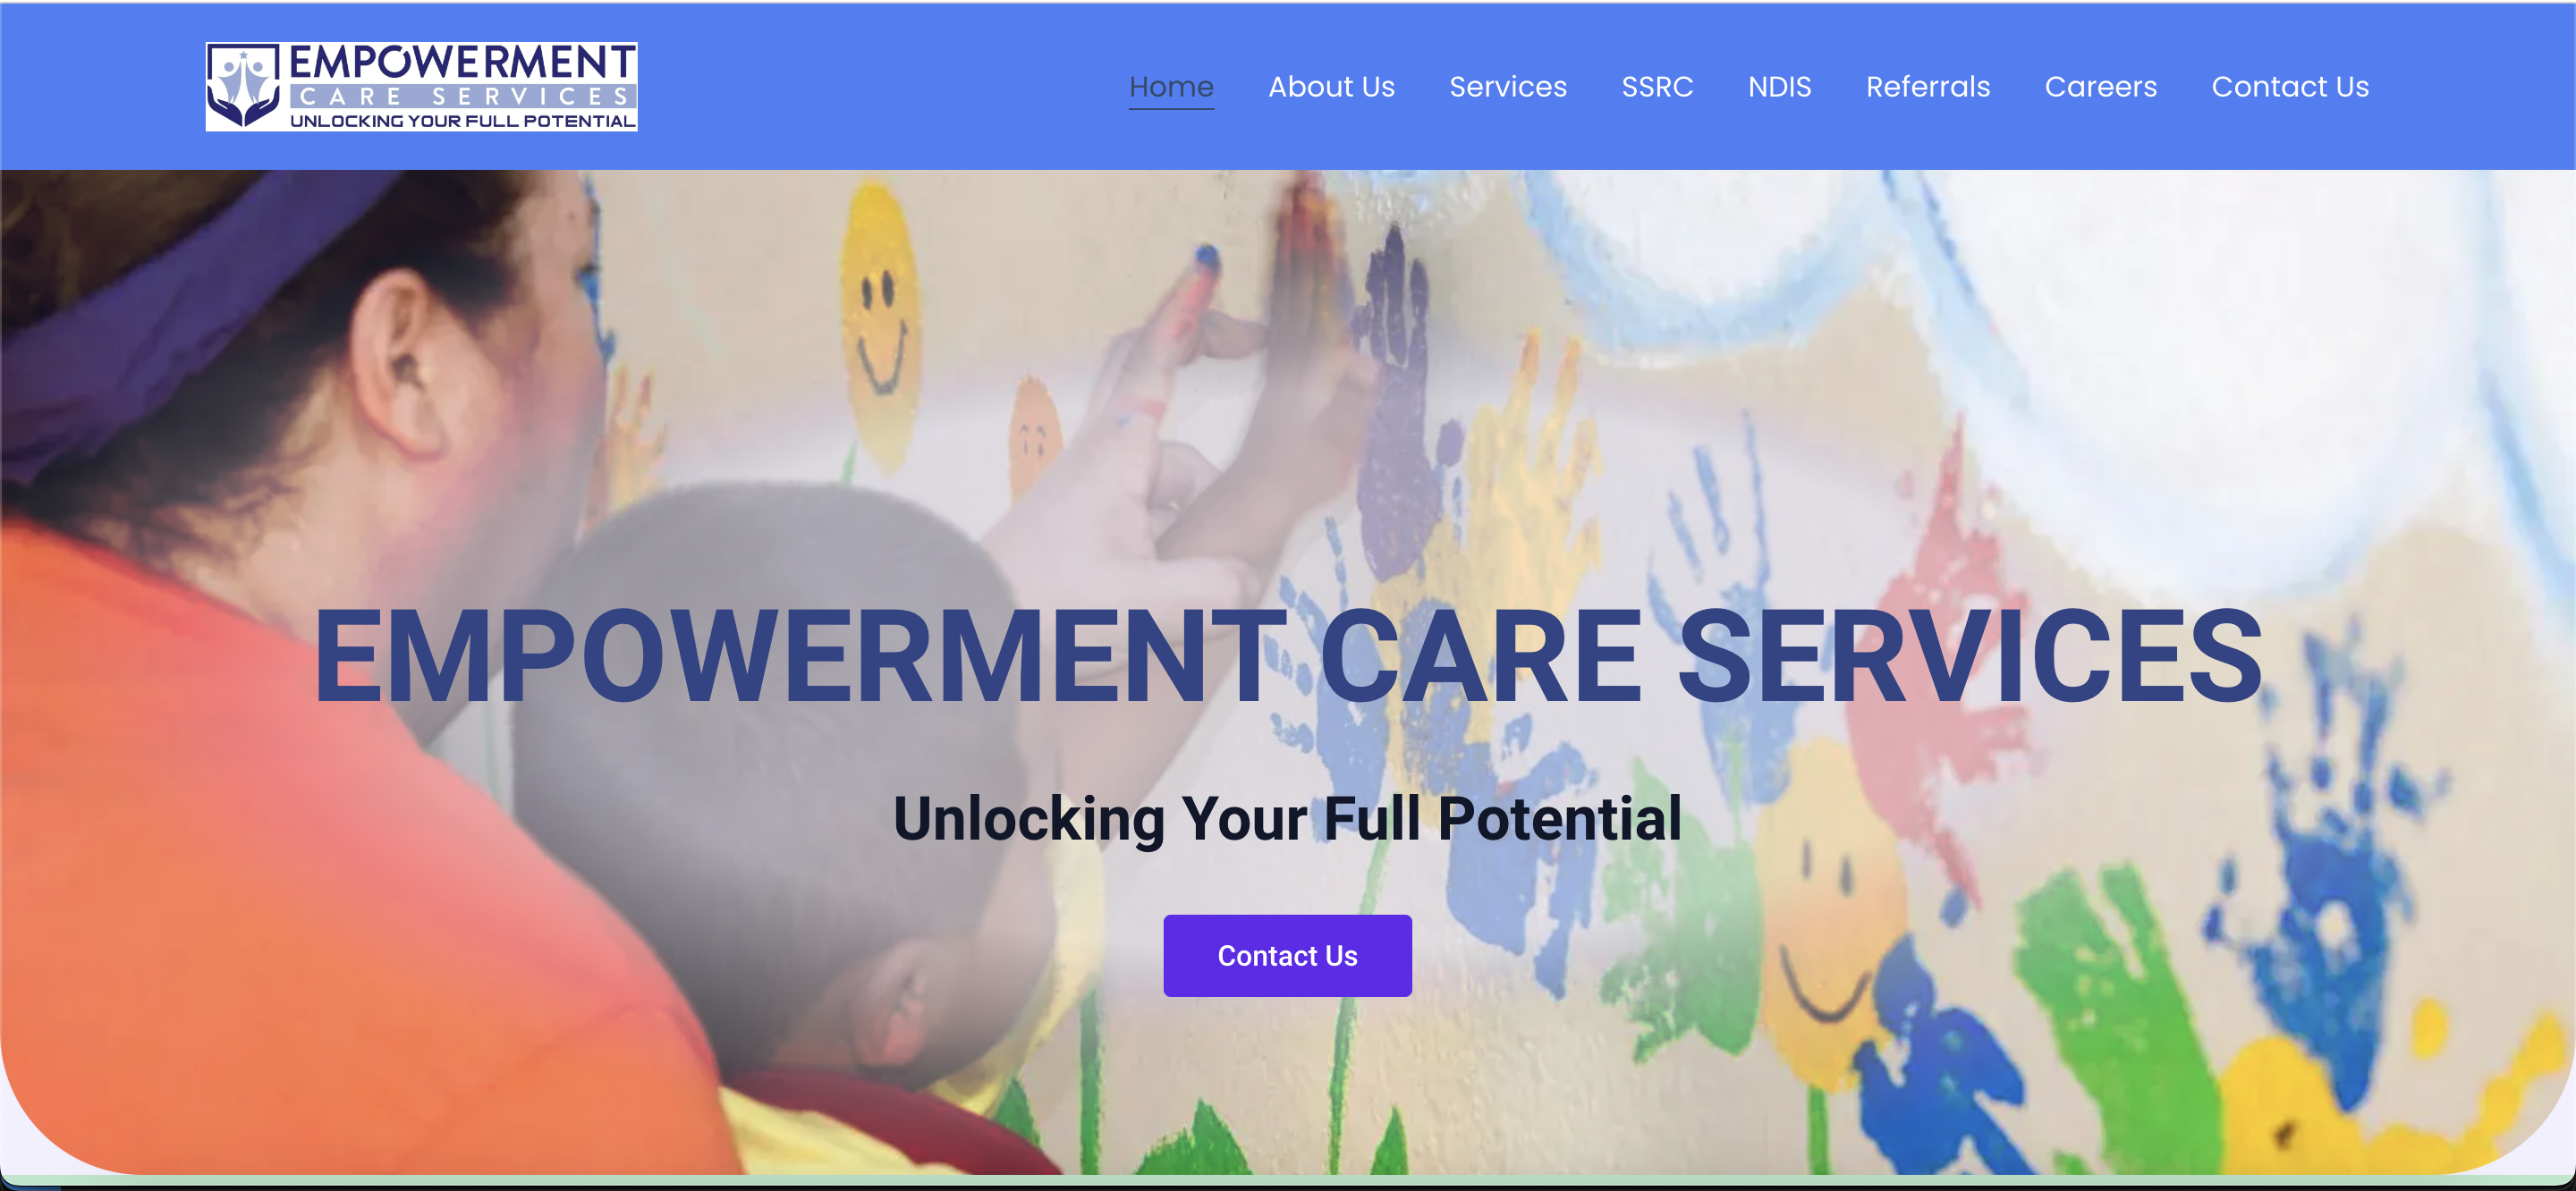 EMPOWERMENT
CARE SERVICES
UNLOCKING YOUR FULL POTENTIAL
Home About Us Services SSRC NDIS Referrals Careers Contact Us
EMPOWERMENT CARE SERVICES
Unlocking Your Full Potential
Contact Us